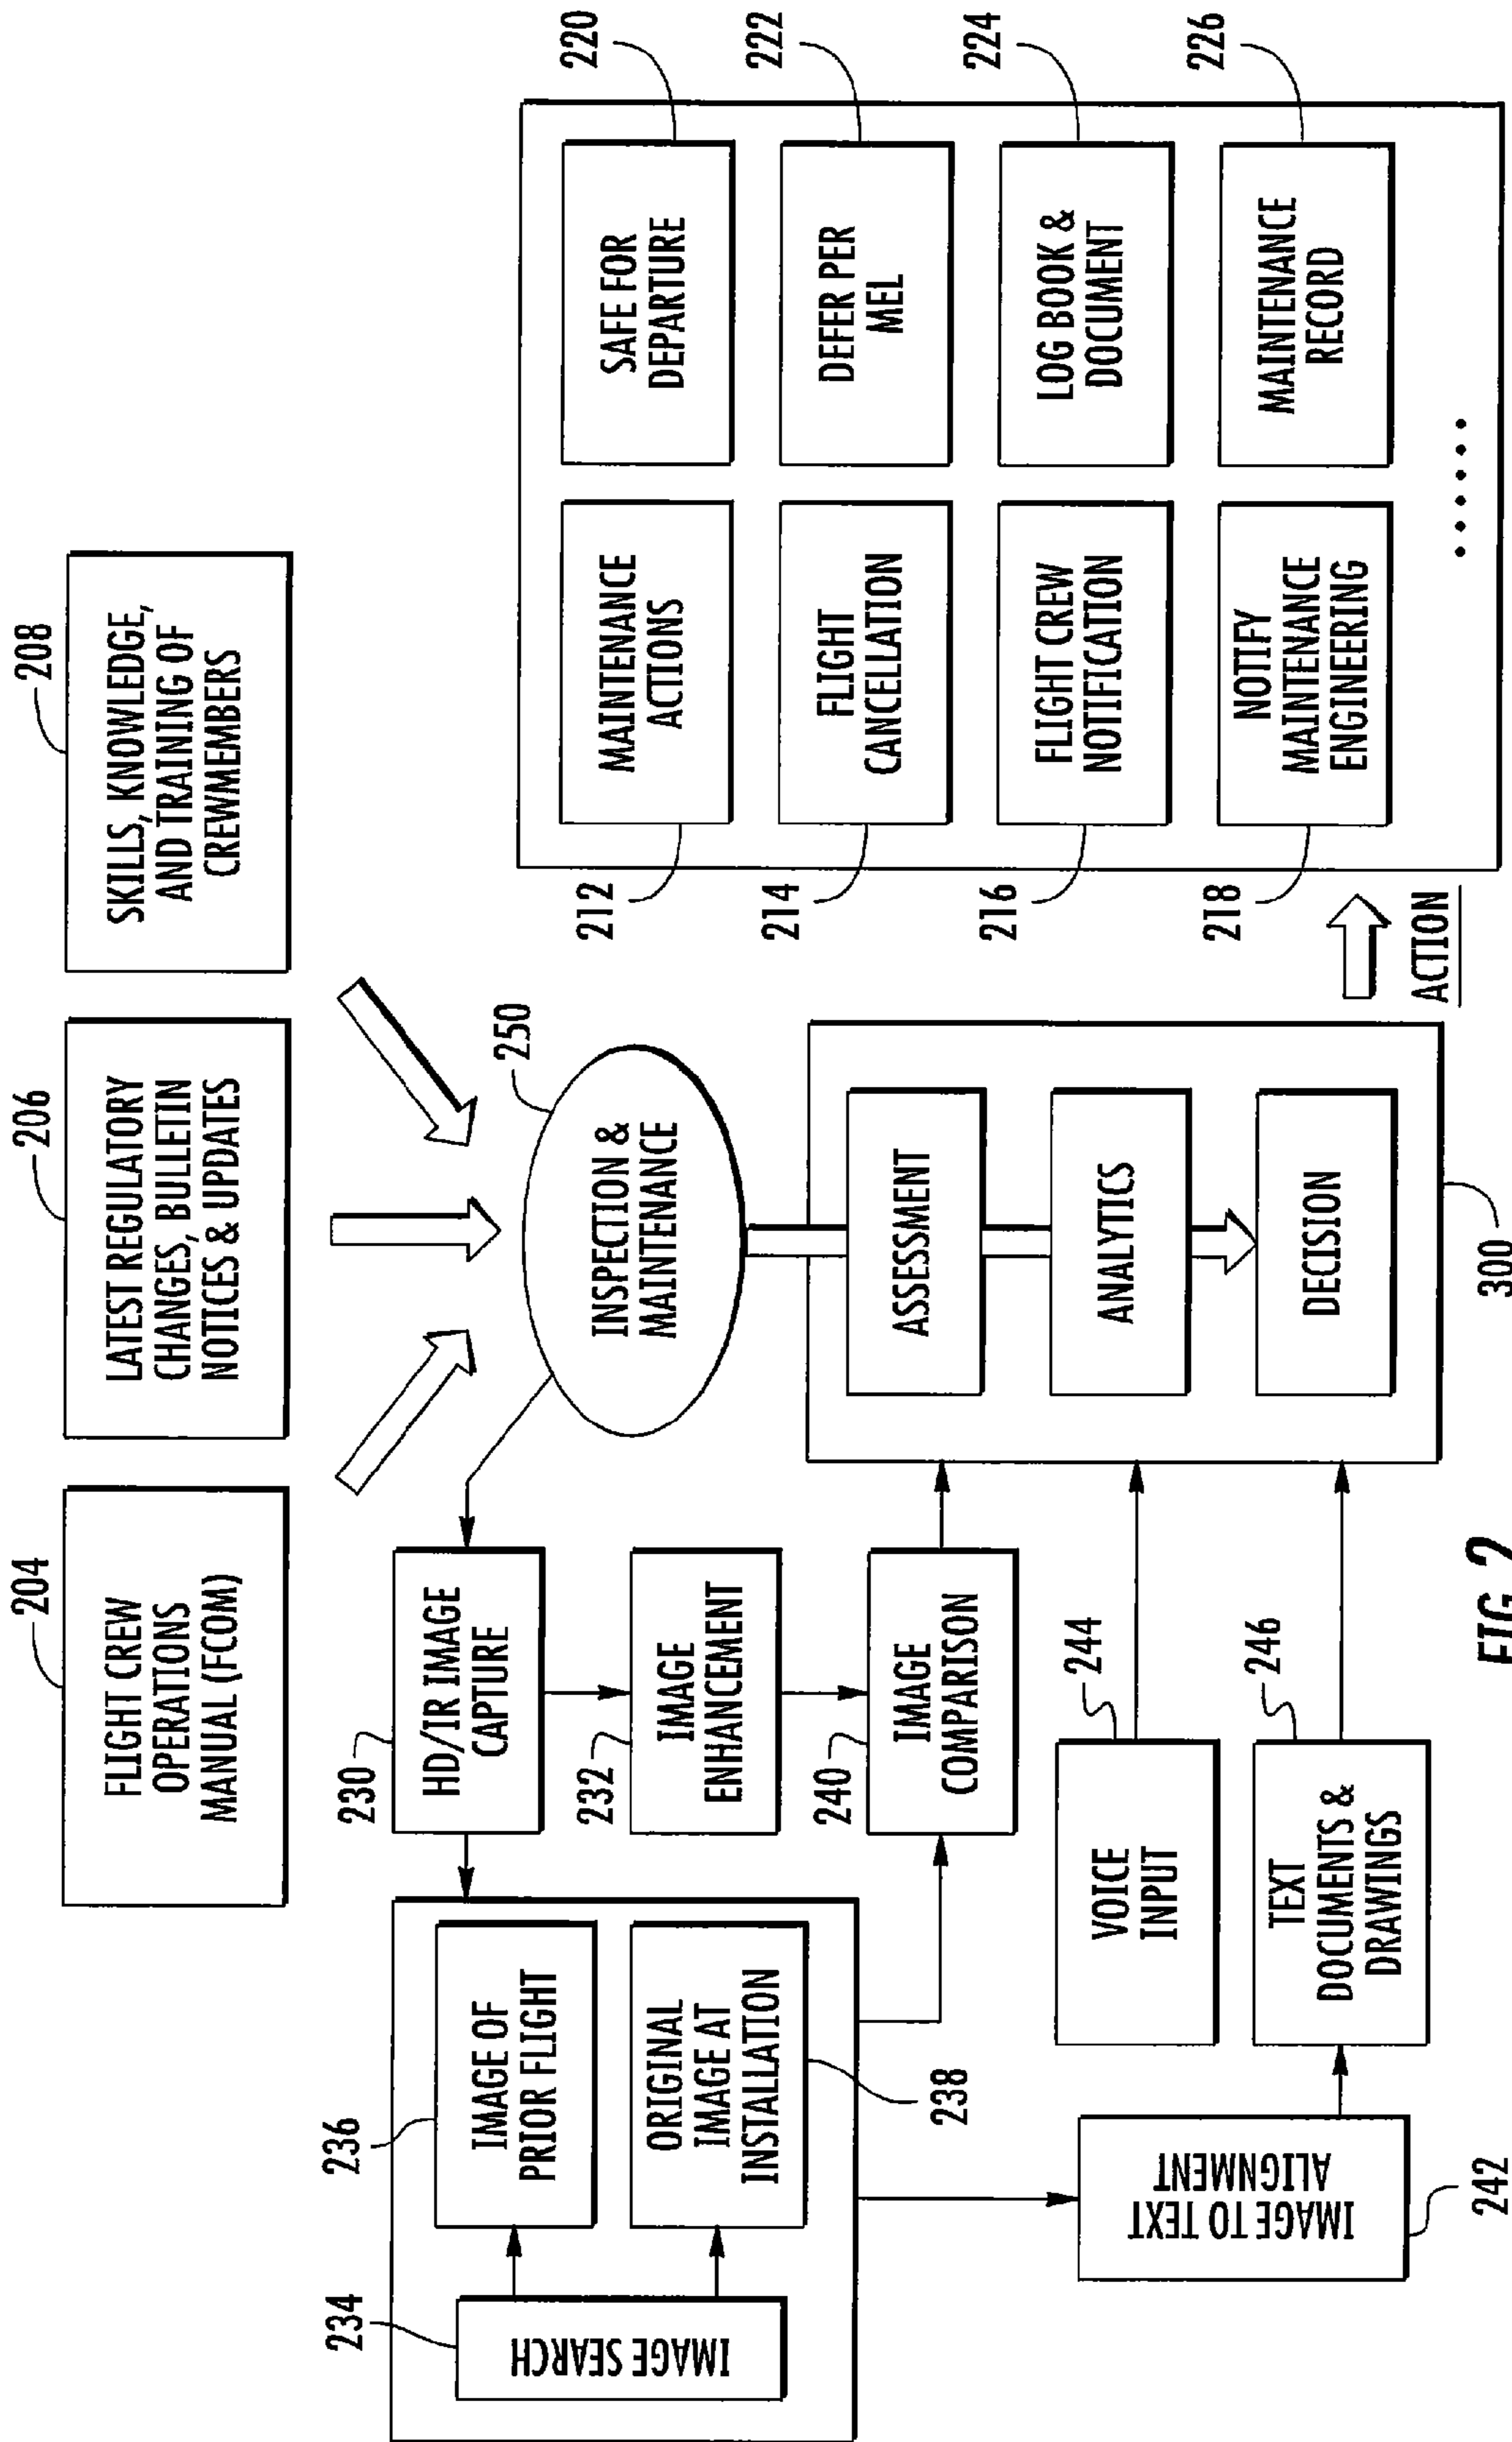 204
FLIGHT CREW
OPERATIONS
MANUAL (FCOM)
206
LATEST REGULATORY
CHANGES, BULLETIN
NOTICES & UPDATES
208
SKILLS, KNOWLEDGE,
AND TRAINING OF
CREWMEMBERS
250
INSPECTION &
MAINTENANCE
234
IMAGE SEARCH
236
IMAGE OF
PRIOR FLIGHT
ORIGINAL
IMAGE AT
INSTALLATION
238
230
HD/IR IMAGE
CAPTURE
232
IMAGE
ENHANCEMENT
240
IMAGE
COMPARISON
244
VOICE
INPUT
246
TEXT
DOCUMENTS &
DRAWINGS
IMAGE TO TEXT
ALIGNMENT
242
ASSESSMENT
ANALYTICS
DECISION
300
ACTION
212
MAINTENANCE
ACTIONS
220
SAFE FOR
DEPARTURE
214
FLIGHT
CANCELLATION
222
DEFER PER
MEL
216
FLIGHT CREW
NOTIFICATION
224
LOG BOOK &
DOCUMENT
218
NOTIFY
MAINTENANCE
ENGINEERING
226
MAINTENANCE
RECORD
......
FIG. 2